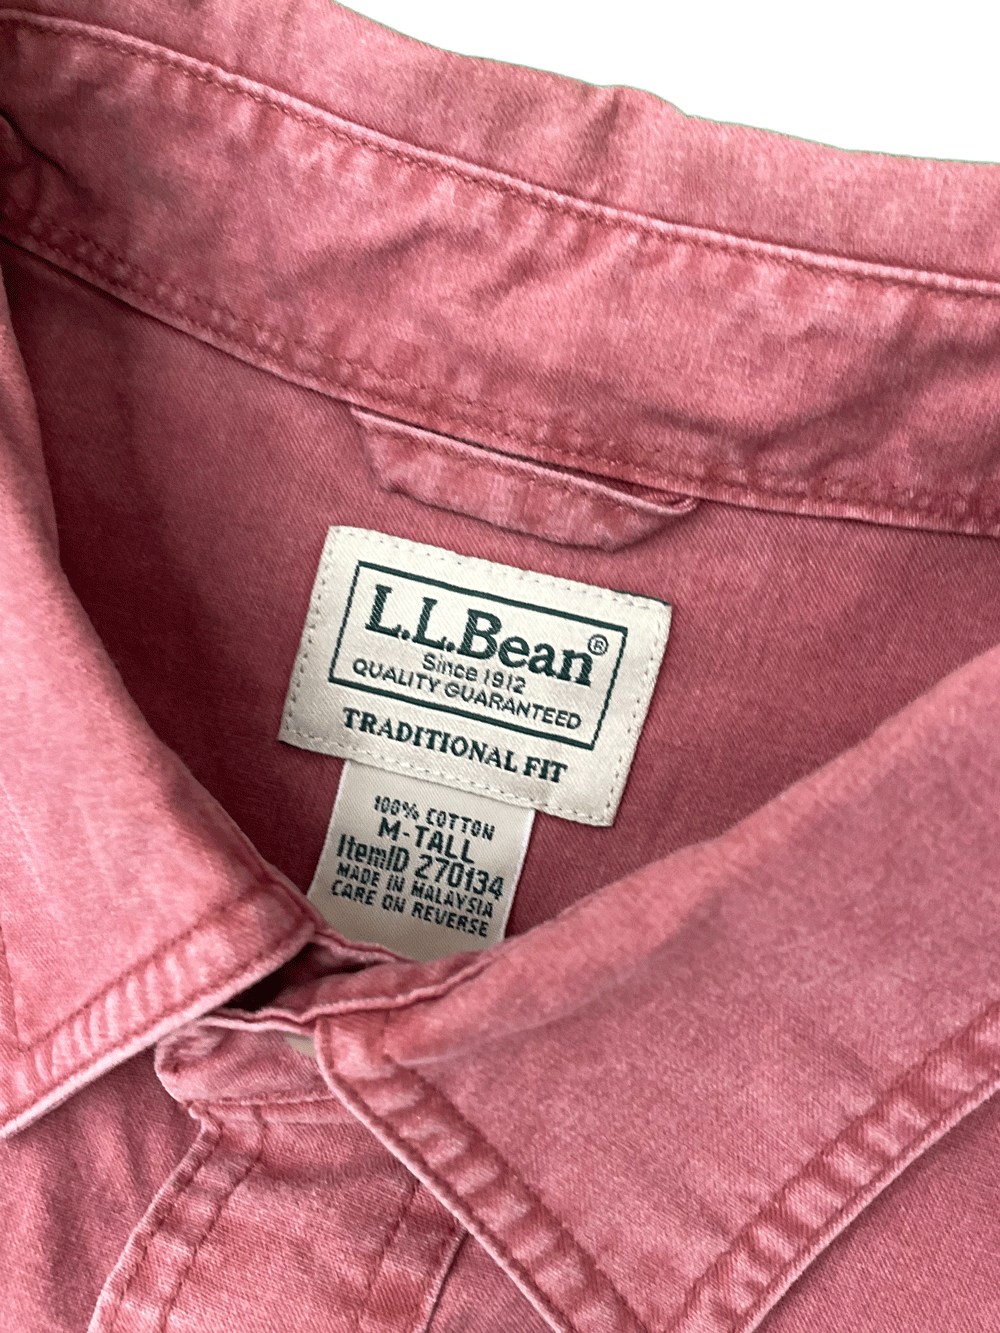 L.L.Bean®
Since 1912
QUALITY GUARANTEED
TRADITIONAL FIT
100% COTTON
M-TALL
ItemID 270134
MADE IN MALAYSIA
CARE ON REVERSE